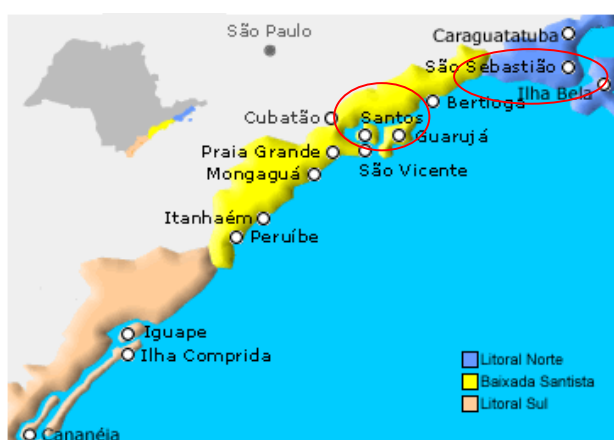 São Paulo
Caraguatatuba
São Sebastião
Ilha Bela
Bertioga
Cubatão
Santos
Guarujá
Praia Grande
São Vicente
Mongaguá
Itanhaém
Peruíbe
Iguape
Ilha Comprida
Cananéia
Litoral Norte
Baixada Santista
Litoral Sul